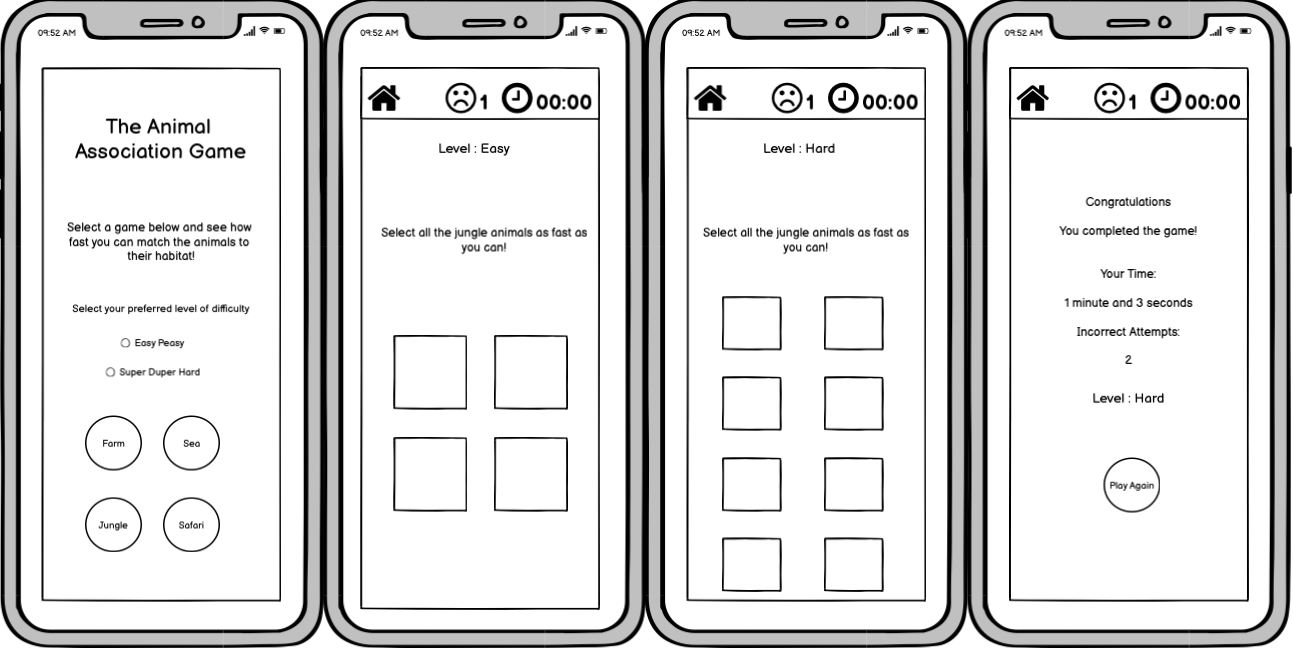 09:52 AM
The Animal
Association Game
Select a game below and see how
fast you can match the animals to
their habitat!
Select your preferred level of difficulty
Easy Peasy
Super Duper Hard
Farm
Sea
Jungle
Safari
09:52 AM
1
00:00
Level : Easy
Select all the jungle animals as fast as
you can!
09:52 AM
1
00:00
Level : Hard
Select all the jungle animals as fast as
you can!
09:52 AM
1
00:00
Congratulations
You completed the game!
Your Time:
1 minute and 3 seconds
Incorrect Attempts:
2
Level : Hard
Play Again